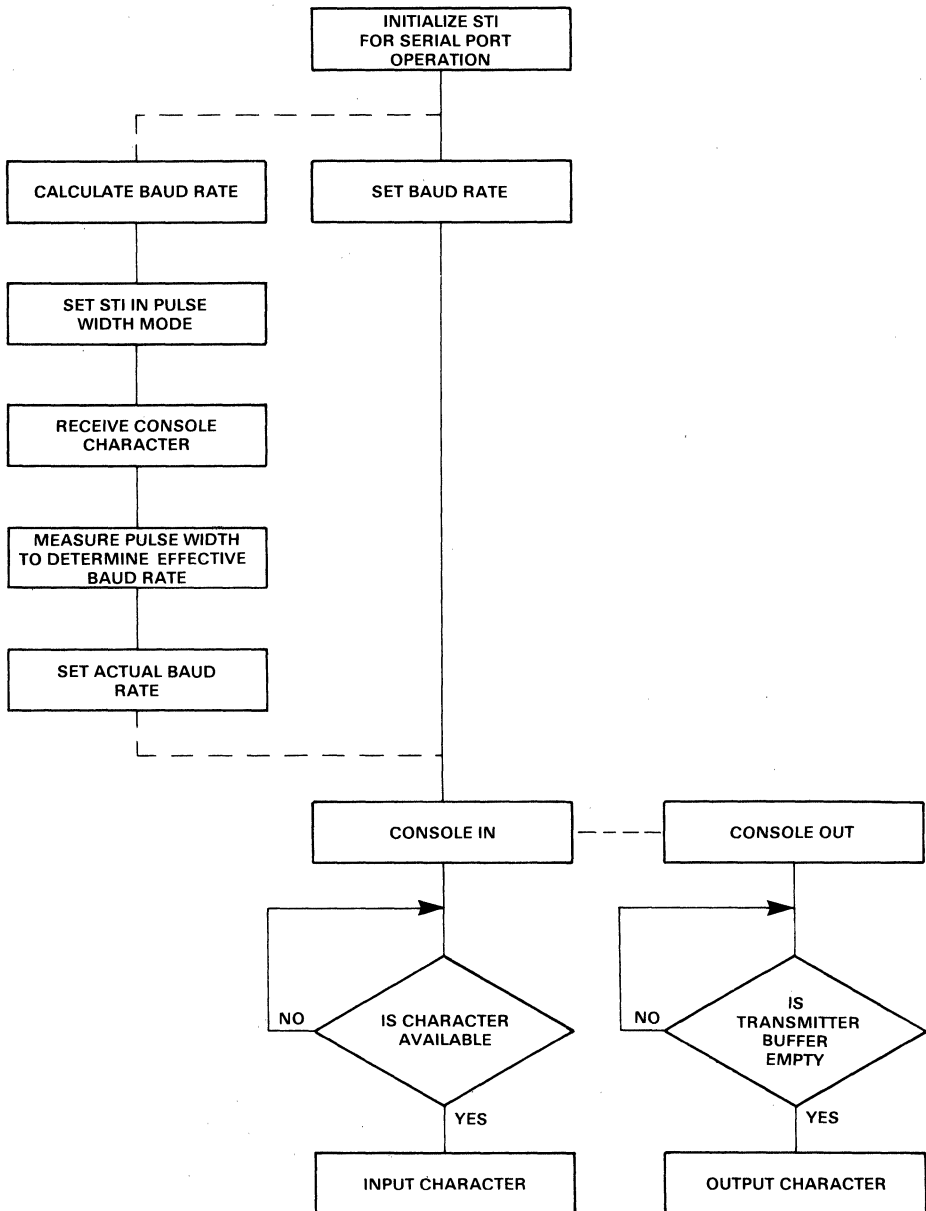 INITIALIZE STI
FOR SERIAL PORT
OPERATION
CALCULATE BAUD RATE
SET BAUD RATE
SET STI IN PULSE
WIDTH MODE
RECEIVE CONSOLE
CHARACTER
MEASURE PULSE WIDTH
TO DETERMINE EFFECTIVE
BAUD RATE
SET ACTUAL BAUD
RATE
CONSOLE IN
CONSOLE OUT
NO
IS CHARACTER
AVAILABLE
YES
NO
IS
TRANSMITTER
BUFFER
EMPTY
YES
INPUT CHARACTER
OUTPUT CHARACTER